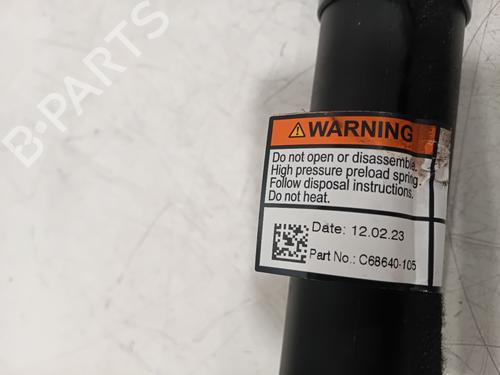 B-PARTS
WARNING
Do not open or disassemble.
High pressure preload spring.
Follow disposal instructions.
Do not heat.
Date: 12.02.23
Part No.: C68640-105